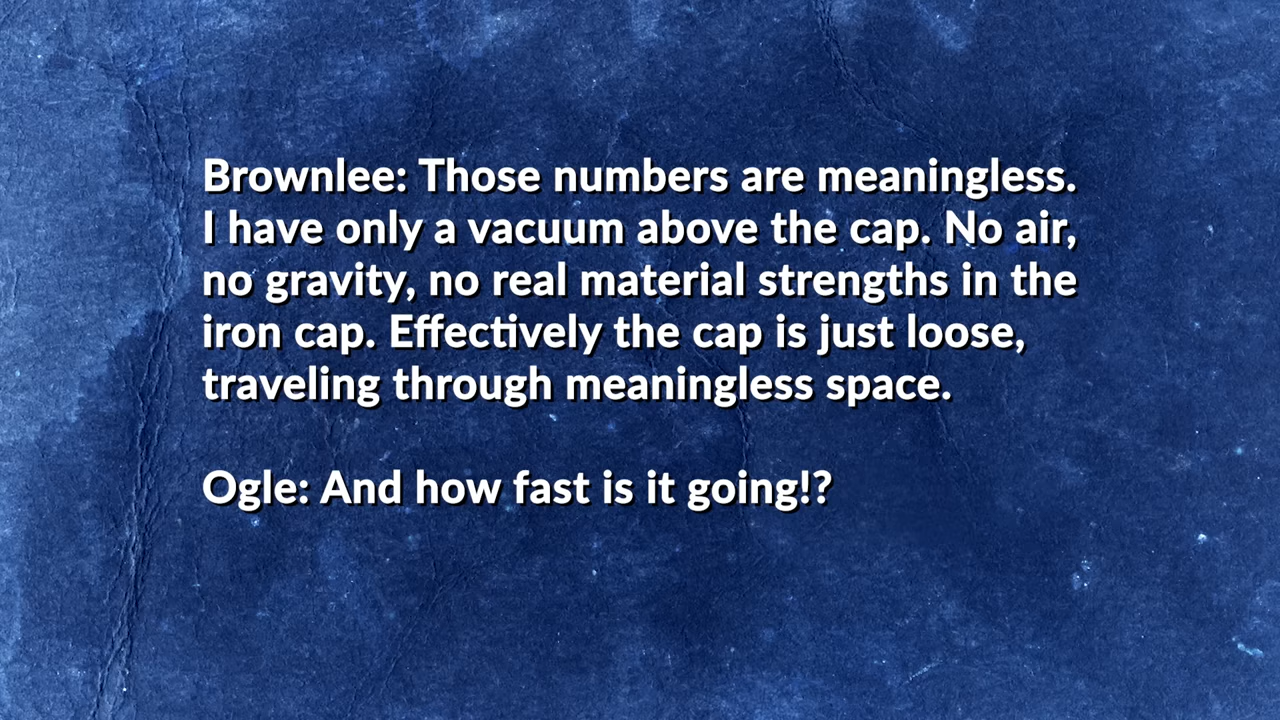 Brownlee: Those numbers are meaningless.
I have only a vacuum above the cap. No air,
no gravity, no real material strengths in the
iron cap. Effectively the cap is just loose,
traveling through meaningless space.
Ogle: And how fast is it going!?